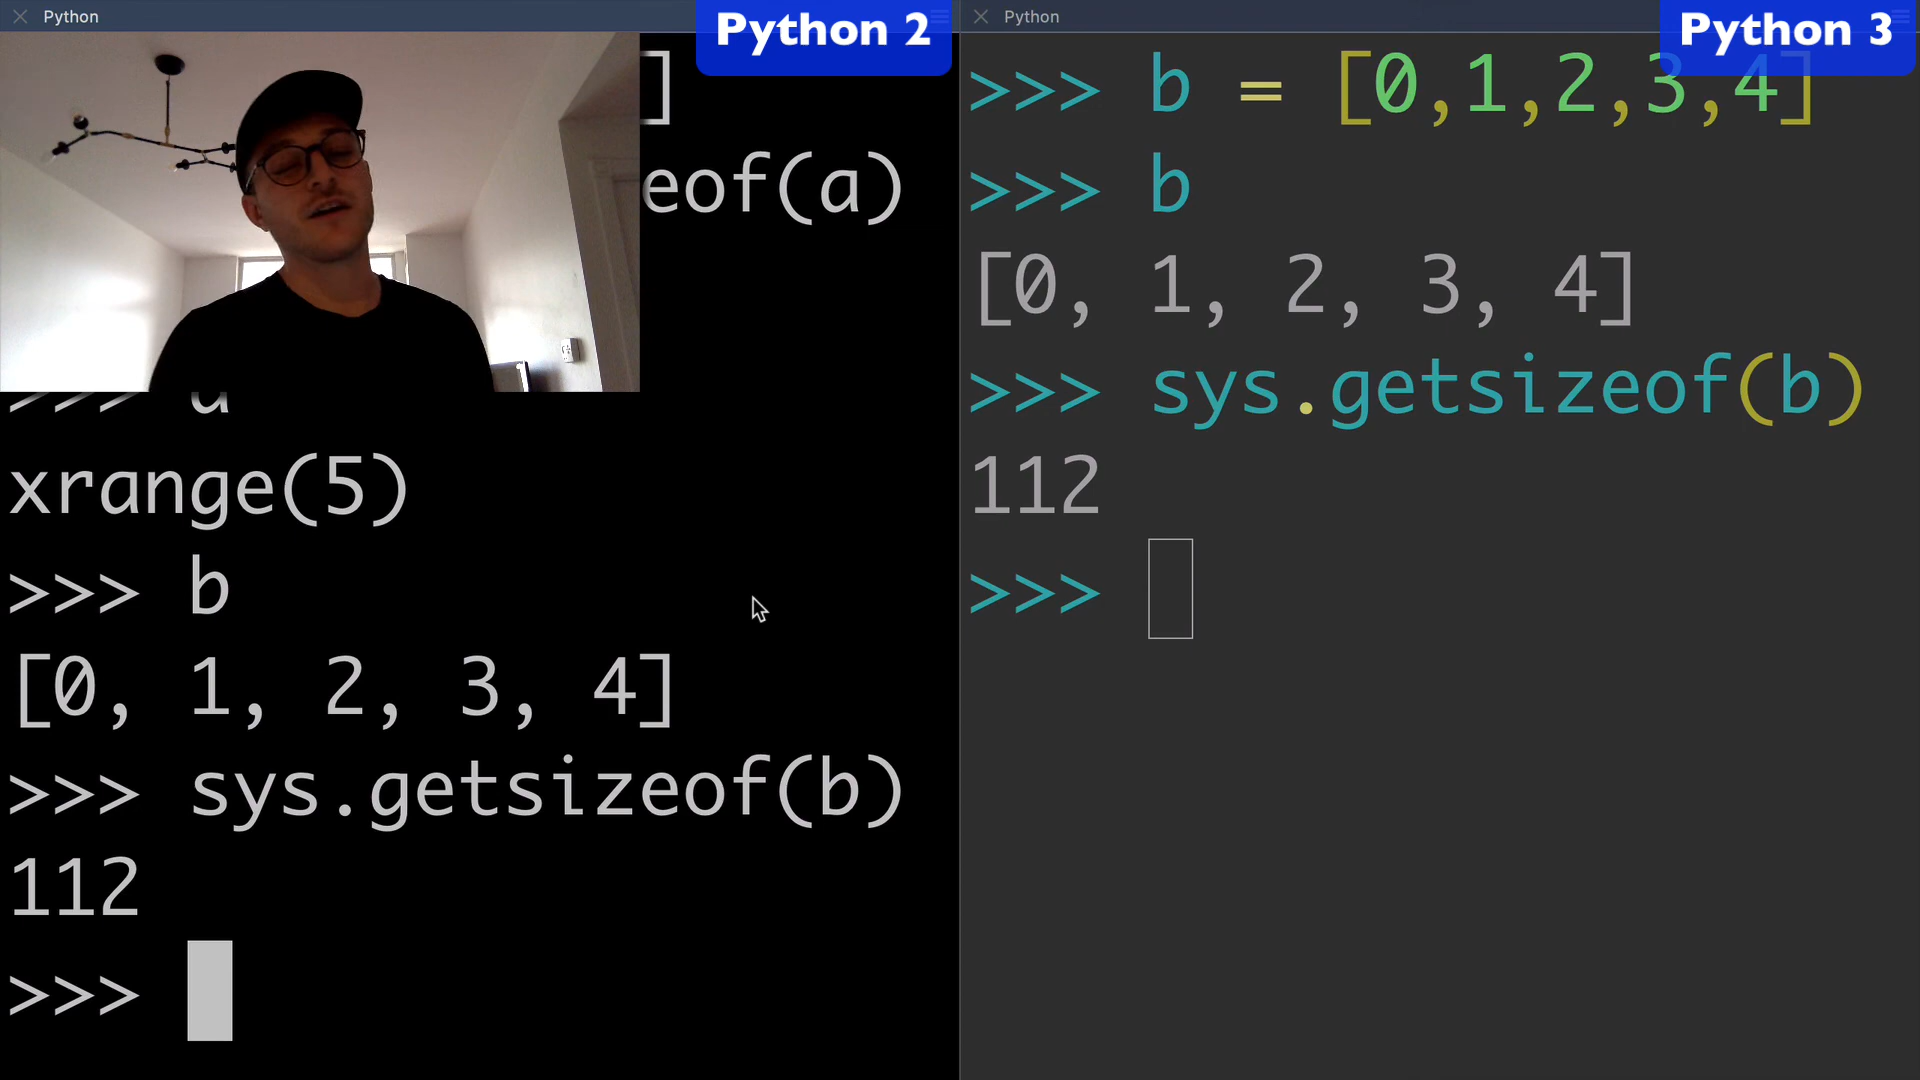 Python
Python 2
]
eof(a)
>>> a
xrange(5)
>>> b
[0, 1, 2, 3, 4]
>>> sys.getsizeof(b)
112
>>>
Python
Python 3
>>> b = [0,1,2,3,4]
>>> b
[0, 1, 2, 3, 4]
>>> sys.getsizeof(b)
112
>>>